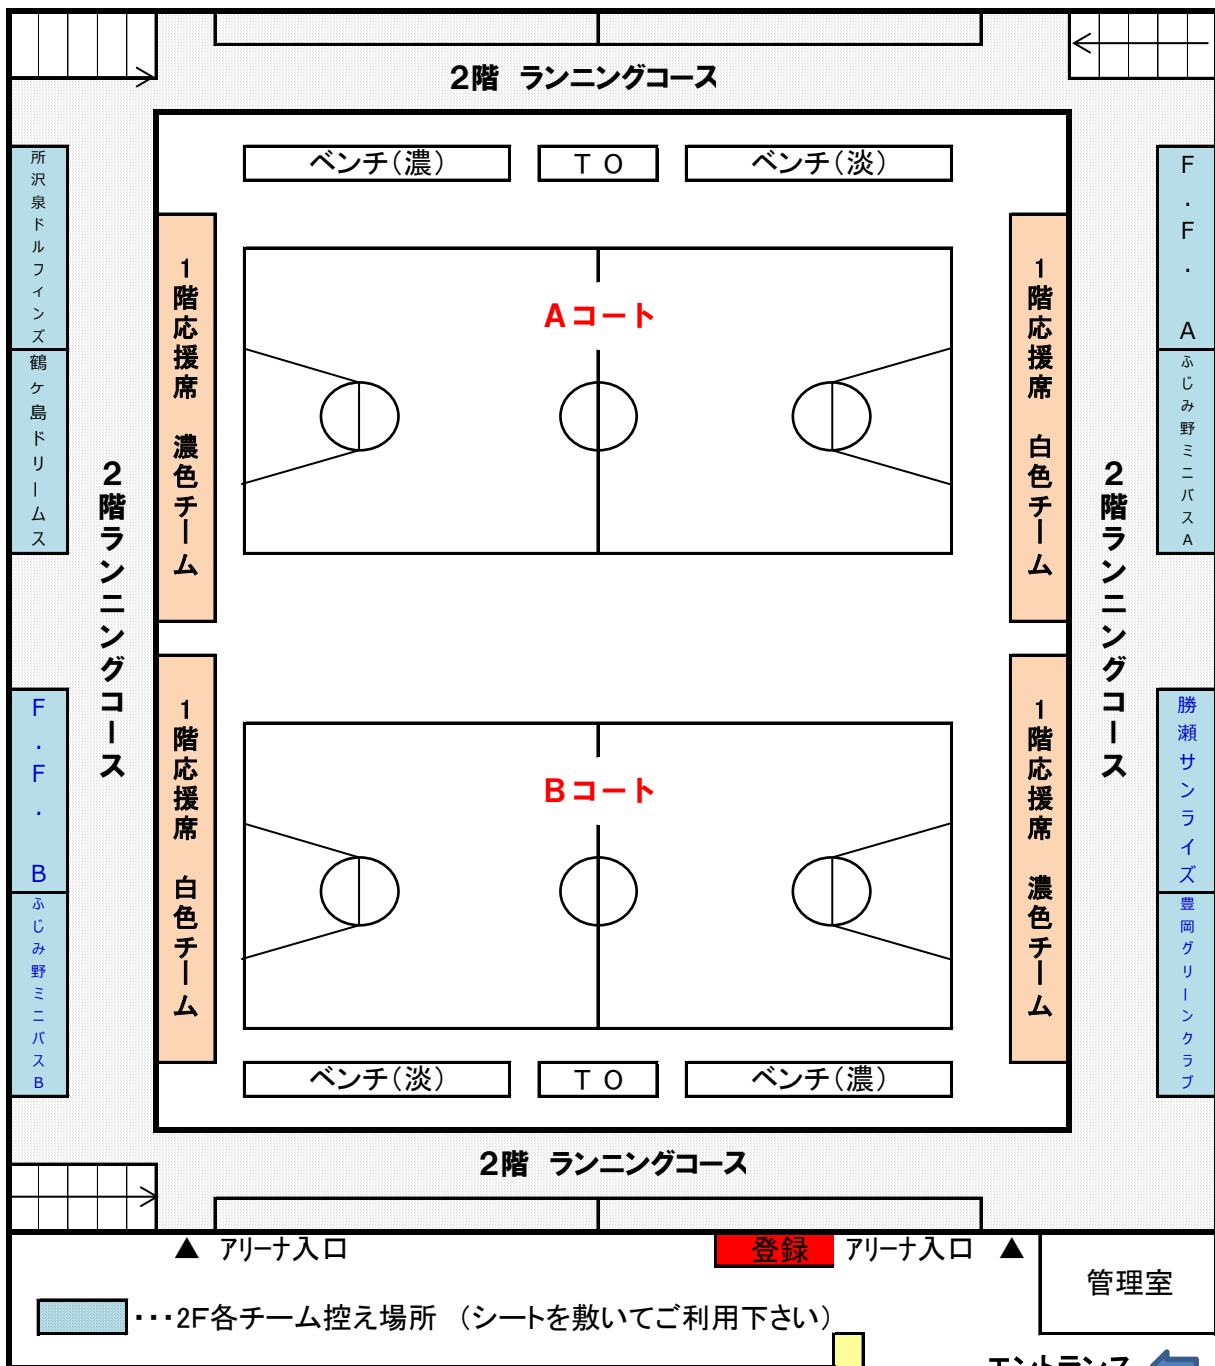 2階 ランニングコース
ベンチ(濃)
TO
ベンチ(淡)
所沢泉ドルフインズ
鶴ヶ島ドリームス
2階ランニングコース
1階応援席 濃色チーム
Aコート
1階応援席 白色チーム
2階ランニングコース
F.F. A
ふじみ野ミニバスA
F.F. B
ふじみ野ミニバスB
1階応援席 白色チーム
Bコート
1階応援席 濃色チーム
勝瀬サンライズ
豊岡グリーンクラブ
ベンチ(淡)
TO
ベンチ(濃)
2階 ランニングコース
▲ アリーナ入口
登録
アリーナ入口 ▲
管理室
・・・2F各チーム控え場所 (シートを敷いてご利用下さい)
エントランス